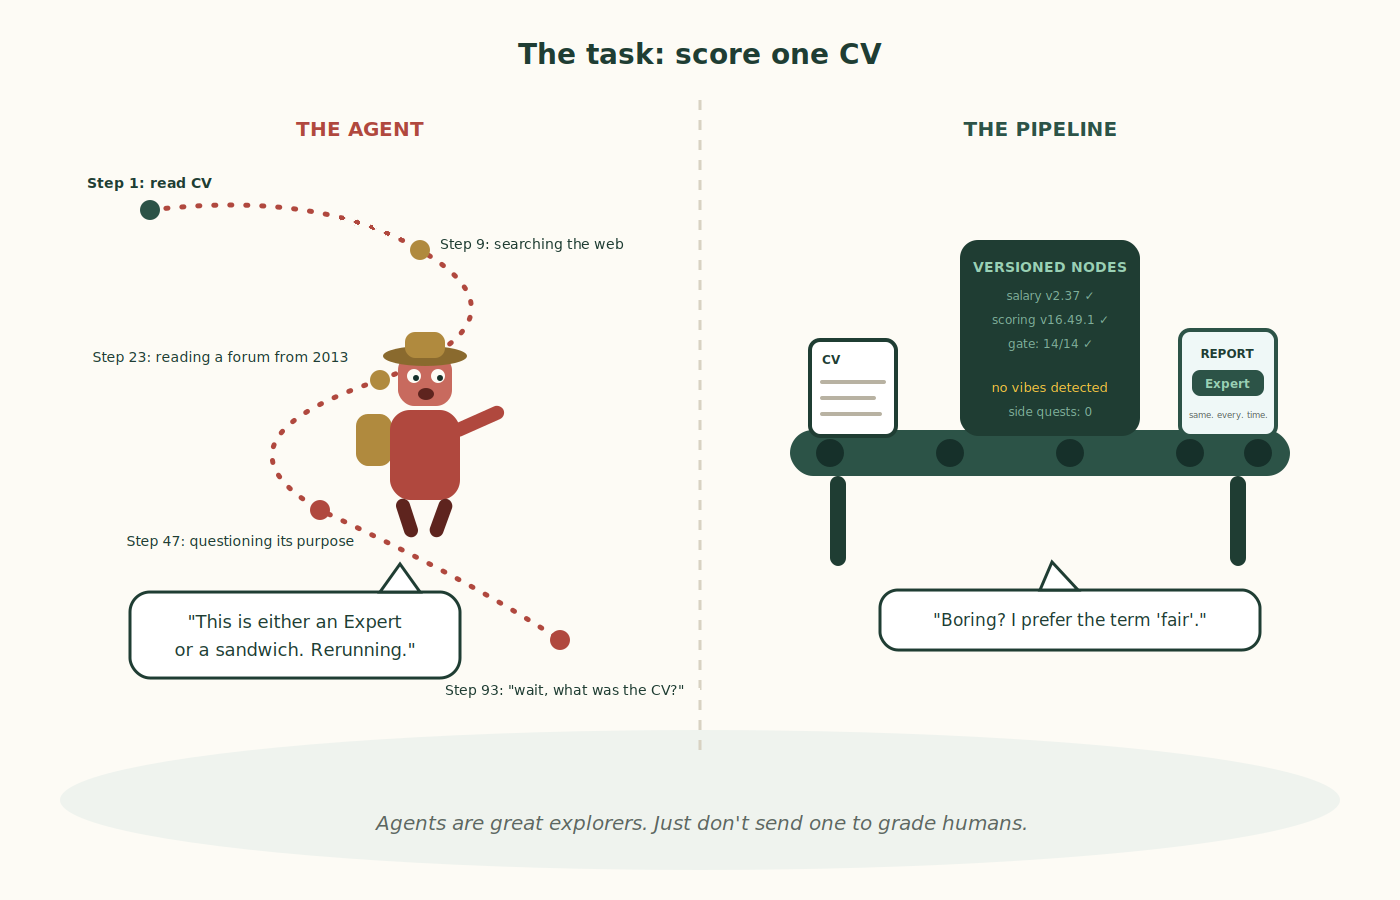 The task: score one CV
THE AGENT
Step 1: read CV
Step 9: searching the web
Step 23: reading a forum from 2013
Step 47: questioning its purpose
"This is either an Expert
or a sandwich. Rerunning."
Step 93: "wait, what was the CV?"
THE PIPELINE
CV
VERSIONED NODES
salary v2.37 ✓
scoring v16.49.1 ✓
gate: 14/14 ✓
no vibes detected
side quests: 0
REPORT
Expert
same. every. time.
"Boring? I prefer the term 'fair'."
Agents are great explorers. Just don't send one to grade humans.